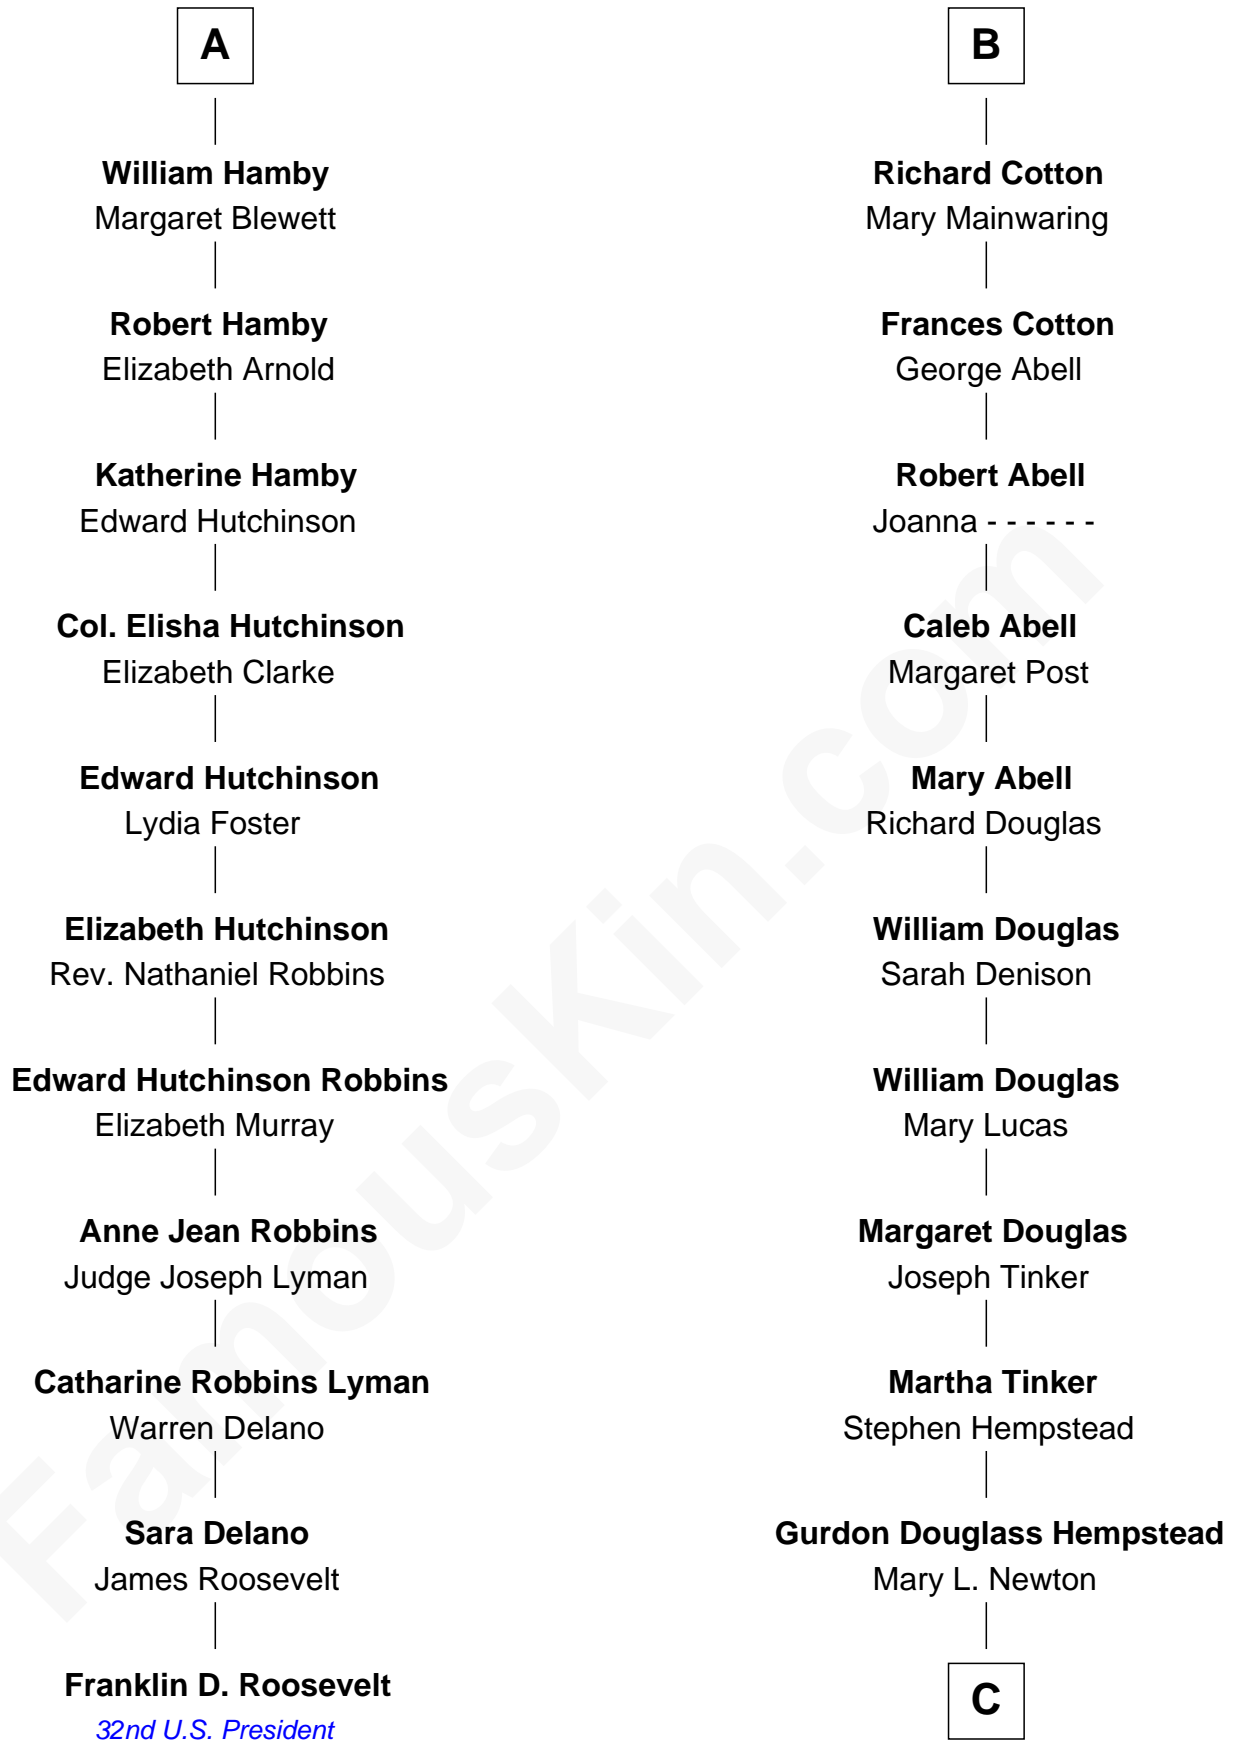 A
William Hamby
Margaret Blewett
Robert Hamby
Elizabeth Arnold
Katherine Hamby
Edward Hutchinson
Col. Elisha Hutchinson
Elizabeth Clarke
Edward Hutchinson
Lydia Foster
Elizabeth Hutchinson
Rev. Nathaniel Robbins
Edward Hutchinson Robbins
Elizabeth Murray
Anne Jean Robbins
Judge Joseph Lyman
Catharine Robbins Lyman
Warren Delano
Sara Delano
James Roosevelt
Franklin D. Roosevelt
32nd U.S. President
B
Richard Cotton
Mary Mainwaring
Frances Cotton
George Abell
Robert Abell
Joanna - - - - - -
Caleb Abell
Margaret Post
Mary Abell
Richard Douglas
William Douglas
Sarah Denison
William Douglas
Mary Lucas
Margaret Douglas
Joseph Tinker
Martha Tinker
Stephen Hempstead
Gurdon Douglass Hempstead
Mary L. Newton
C
FamousKin.com